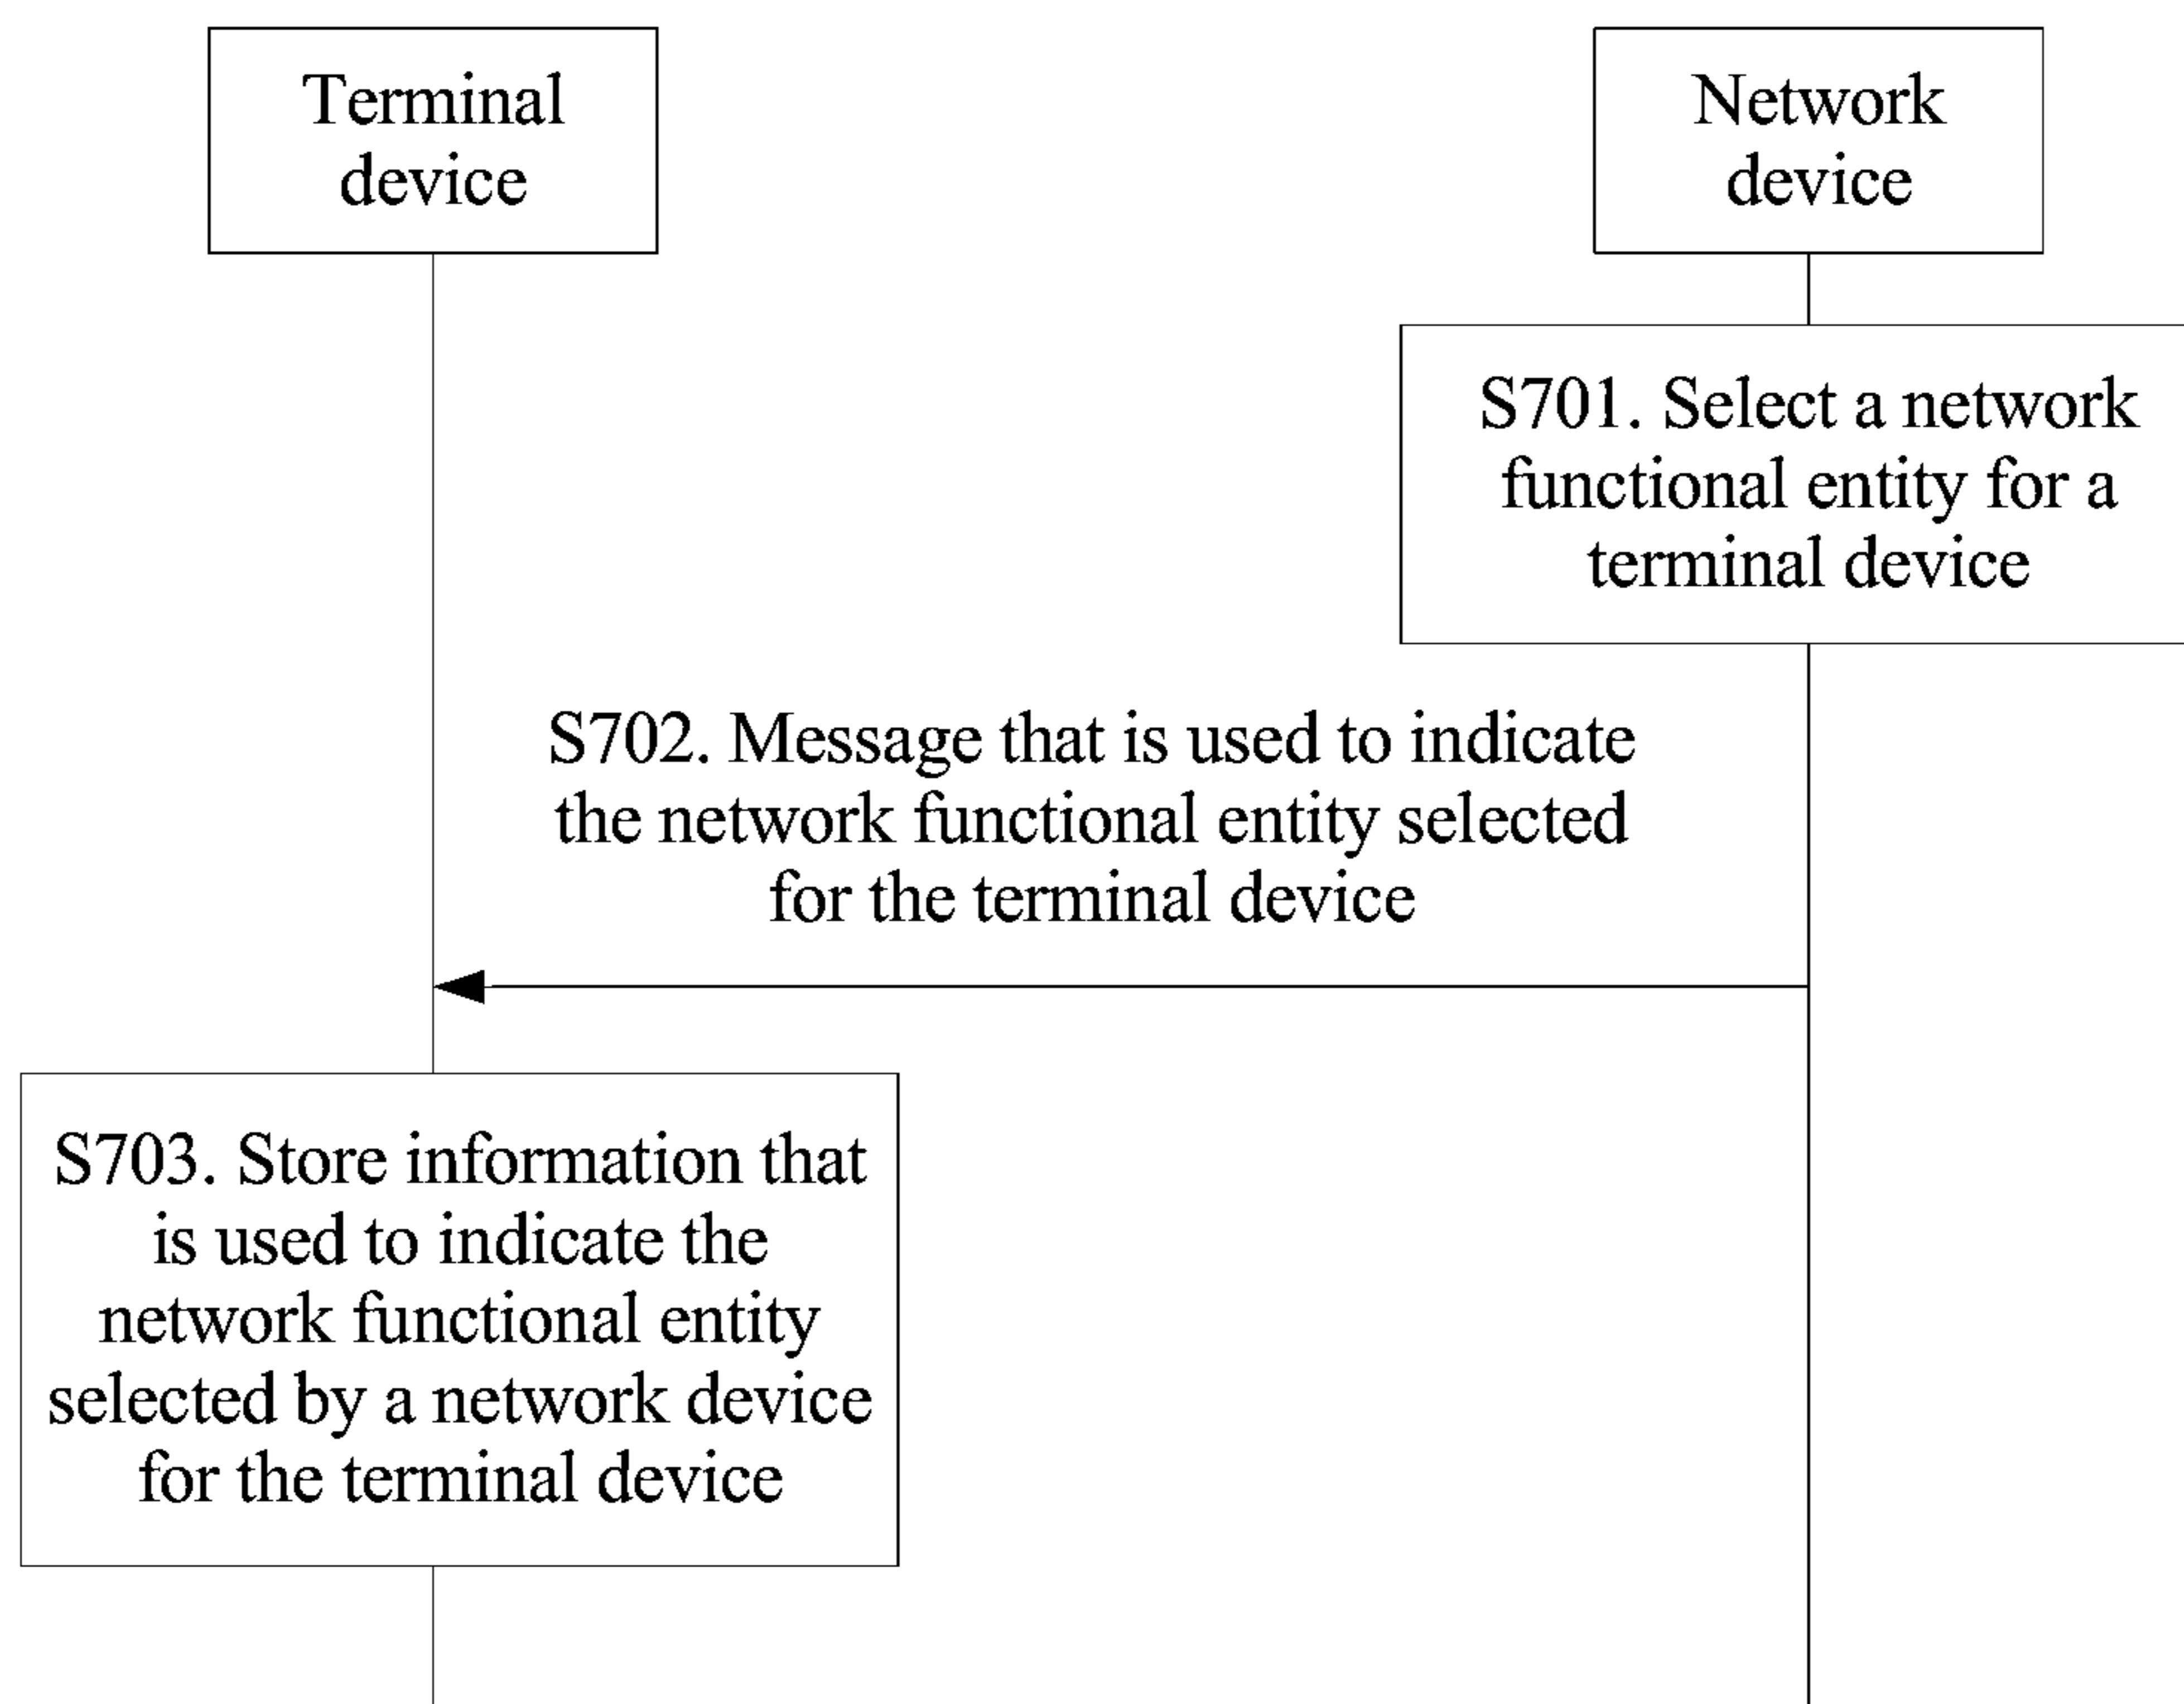 Terminal
device
Network
device
S701. Select a network
functional entity for a
terminal device
S702. Message that is used to indicate
the network functional entity selected
for the terminal device
S703. Store information that
is used to indicate the
network functional entity
selected by a network device
for the terminal device